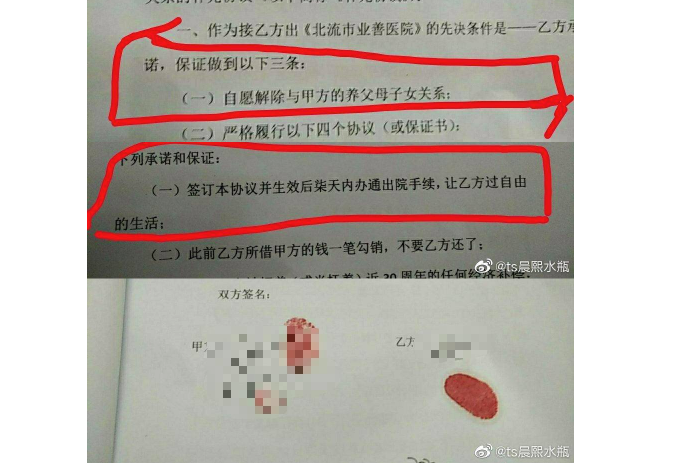 一、作为接乙方出《北流市业善医院》的先决条件是——乙方承
诺，保证做到以下三条：
（一）自愿解除与甲方的养父母子女关系；
（二）严格履行以下四个协议（或保证书）：
下列承诺和保证：
（一）签订本协议并生效后柒天内办通出院手续，让乙方过自由
的生活；
（二）此前乙方所借甲方的钱一笔勾销，不要乙方还了；
近30周年的任何经济补偿；
@ts晨熙水瓶
双方签名：
甲方
乙方
@ts晨熙水瓶